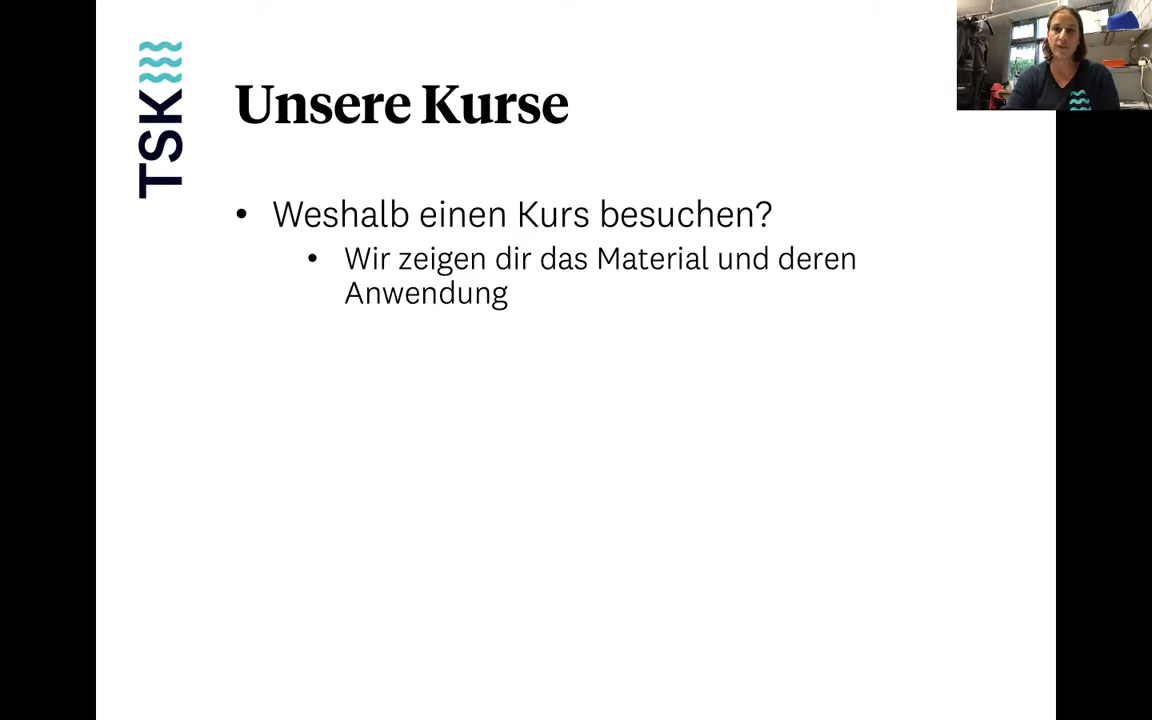 TSK
Unsere Kurse
• Weshalb einen Kurs besuchen?
• Wir zeigen dir das Material und deren
Anwendung